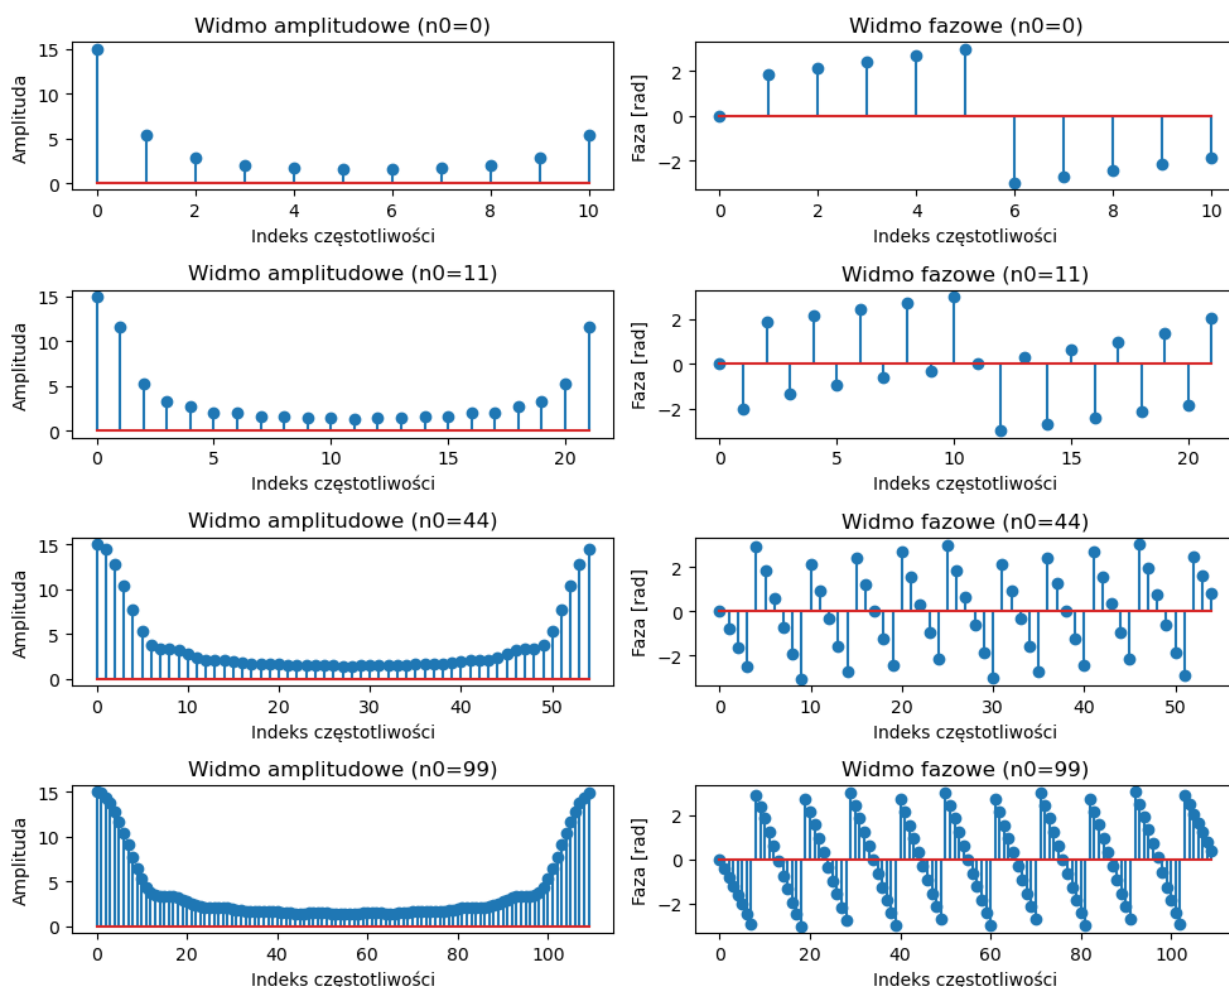 Widmo amplitudowe (n0=0)
Widmo fazowe (n0=0)
Amplituda
15
10
5
0
0 2 4 6 8 10
Indeks częstotliwości
Faza [rad]
2
0
−2
0 2 4 6 8 10
Indeks częstotliwości
Widmo amplitudowe (n0=11)
Widmo fazowe (n0=11)
Amplituda
15
10
5
0
0 5 10 15 20
Indeks częstotliwości
Faza [rad]
2
0
−2
0 5 10 15 20
Indeks częstotliwości
Widmo amplitudowe (n0=44)
Widmo fazowe (n0=44)
Amplituda
15
10
5
0
0 10 20 30 40 50
Indeks częstotliwości
Faza [rad]
2
0
−2
0 10 20 30 40 50
Indeks częstotliwości
Widmo amplitudowe (n0=99)
Widmo fazowe (n0=99)
Amplituda
15
10
5
0
0 20 40 60 80 100
Indeks częstotliwości
Faza [rad]
2
0
−2
0 20 40 60 80 100
Indeks częstotliwości